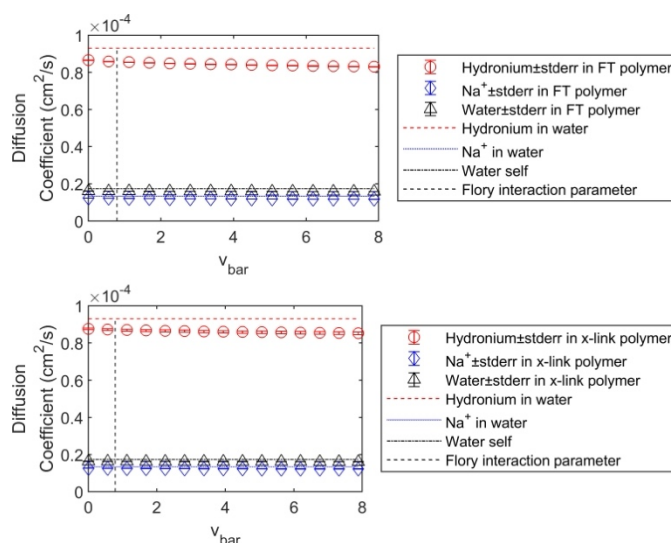 ×10⁻⁴
1
0.8
0.6
0.4
0.2
0
Diffusion
Coefficient (cm²/s)
0 2 4 6 8
v_bar
Hydronium±stderr in FT polymer
Na⁺±stderr in FT polymer
Water±stderr in FT polymer
Hydronium in water
Na⁺ in water
Water self
Flory interaction parameter
×10⁻⁴
1
0.8
0.6
0.4
0.2
0
Diffusion
Coefficient (cm²/s)
0 2 4 6 8
v_bar
Hydronium±stderr in x-link polymer
Na⁺±stderr in x-link polymer
Water±stderr in x-link polymer
Hydronium in water
Na⁺ in water
Water self
Flory interaction parameter